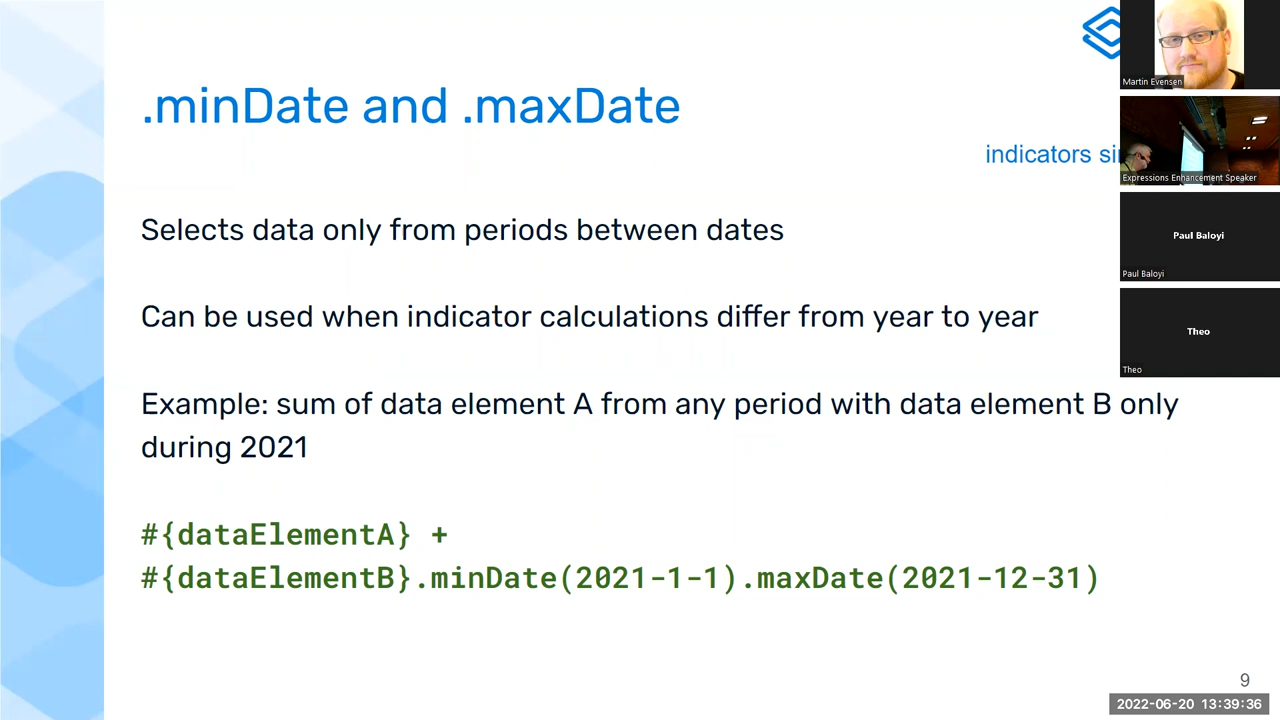 .minDate and .maxDate
indicators
Selects data only from periods between dates
Can be used when indicator calculations differ from year to year
Example: sum of data element A from any period with data element B only
during 2021
#{dataElementA} +
#{dataElementB}.minDate(2021-1-1).maxDate(2021-12-31)
9
Martin Evensen
Expressions Enhancement Speaker
Paul Baloyi
Paul Baloyi
Theo
Theo
2022-06-20 13:39:36